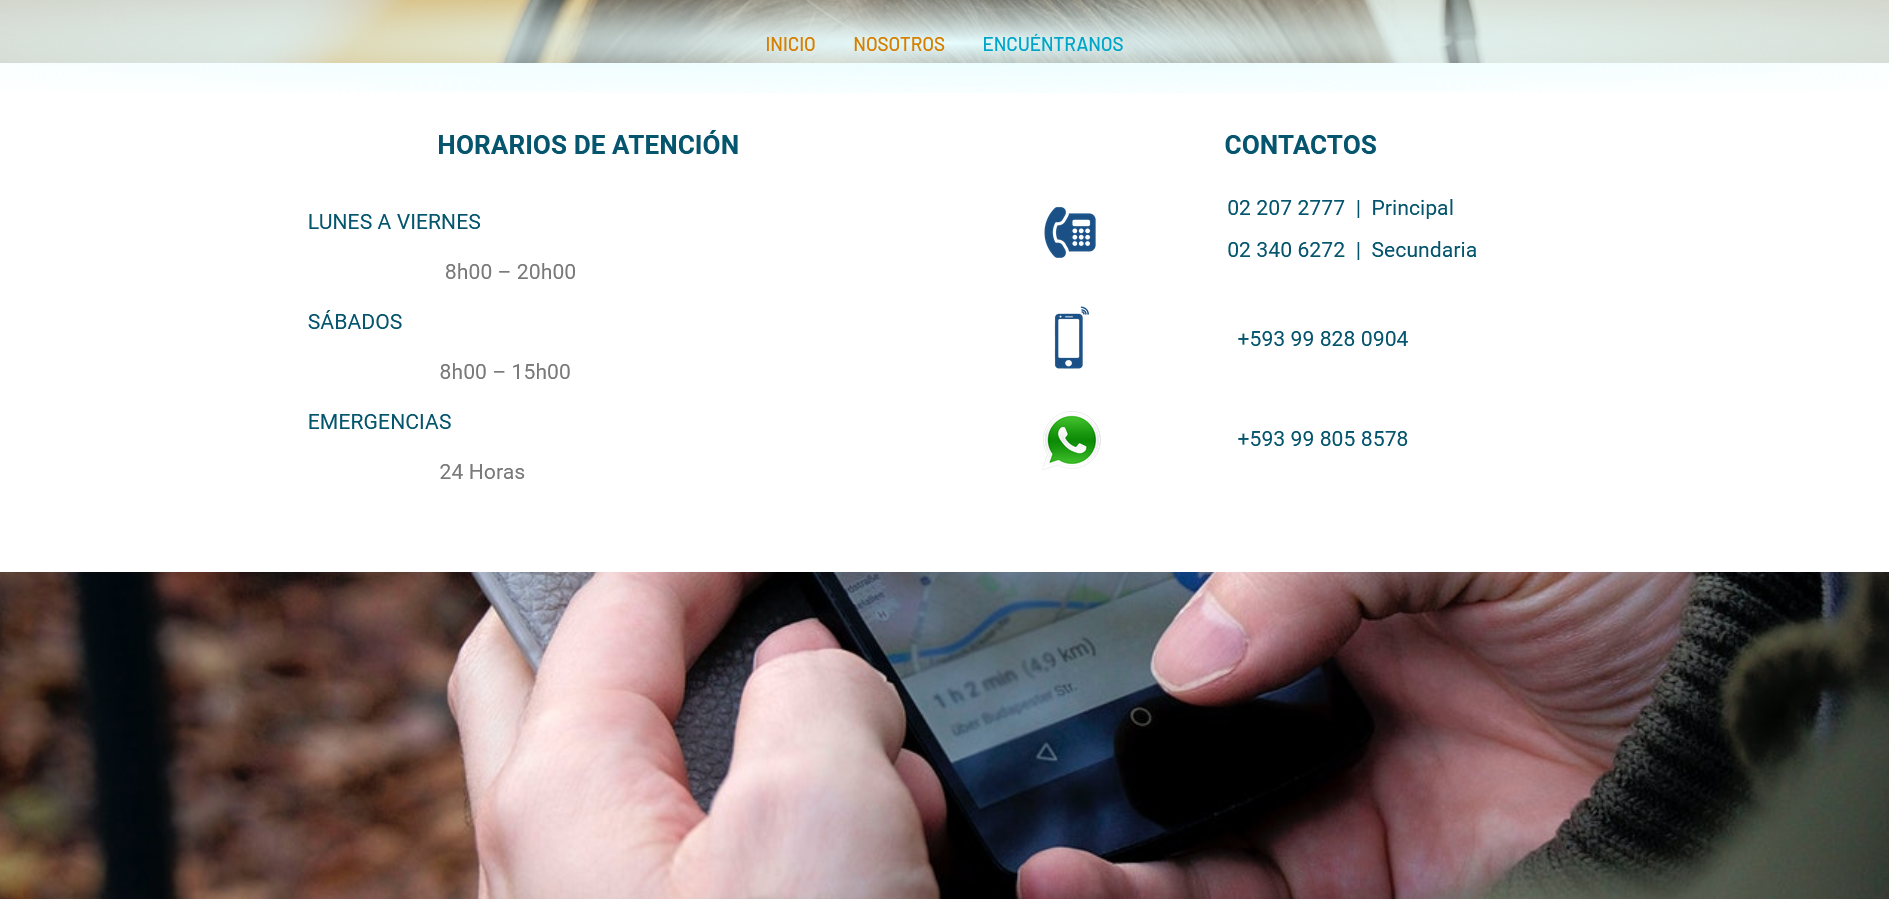 INICIO NOSOTROS ENCUÉNTRANOS
HORARIOS DE ATENCIÓN
LUNES A VIERNES
8h00 – 20h00
SÁBADOS
8h00 – 15h00
EMERGENCIAS
24 Horas
CONTACTOS
02 207 2777 | Principal
02 340 6272 | Secundaria
+593 99 828 0904
+593 99 805 8578
H
1 h 2 min (4,9 km)
über Budapester Str.